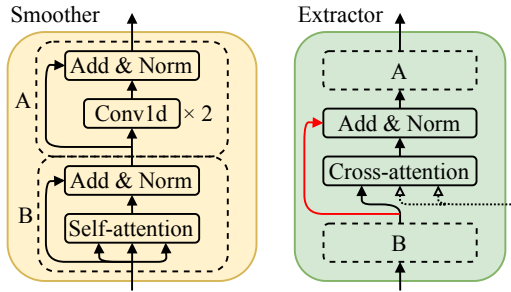 Smoother
Add & Norm
A
Conv1d × 2
Add & Norm
B
Self-attention
Extractor
A
Add & Norm
Cross-attention
B